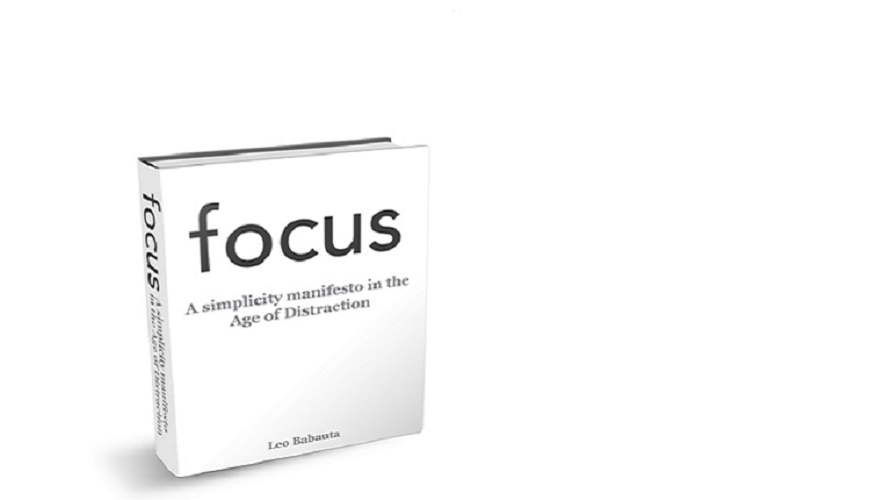 focus
A simplicity manifesto in the
Age of Distraction
Leo Babauta
focus
A simplicity manifesto
in the Age of Distraction